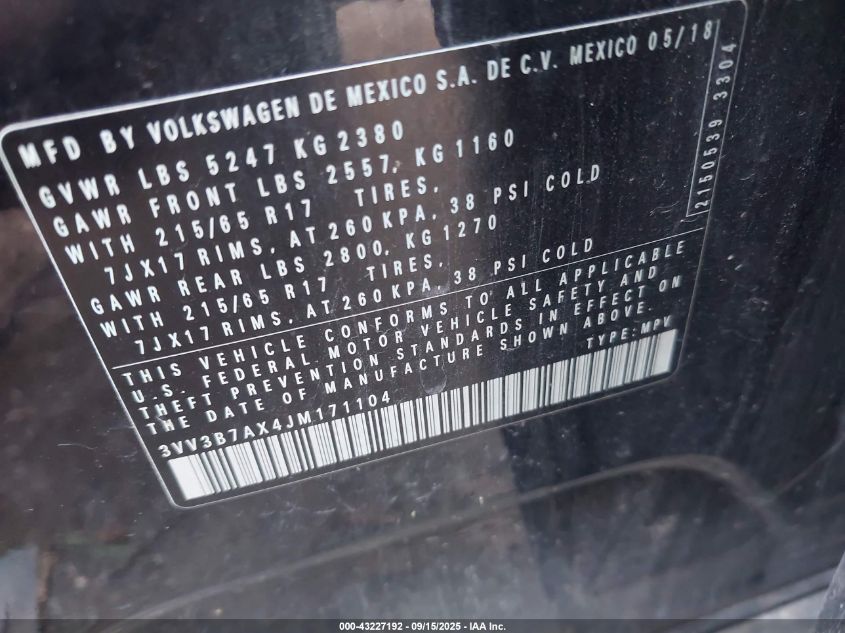 MFD BY VOLKSWAGEN DE MEXICO S.A. DE C.V. MEXICO 05/18
GVWR LBS 5247 KG 2380
GAWR FRONT LBS 2557, KG 1160
WITH 215/65 R17 TIRES,
7JX17 RIMS, AT 260 KPA, 38 PSI COLD
GAWR REAR LBS 2800, KG 1270
WITH 215/65 R17 TIRES,
7JX17 RIMS, AT 260 KPA, 38 PSI COLD
2150539 3304
THIS VEHICLE CONFORMS TO ALL APPLICABLE
U.S. FEDERAL MOTOR VEHICLE SAFETY AND
THEFT PREVENTION STANDARDS IN EFFECT ON
THE DATE OF MANUFACTURE SHOWN ABOVE.
3VV3B7AX4JM171104 TYPE: MPV
000-43227192 - 09/15/2025 - IAA Inc.